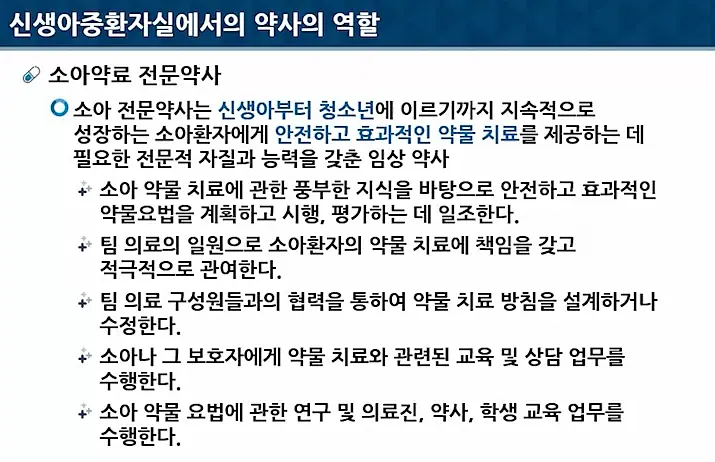 신생아중환자실에서의 약사의 역할
소아약료 전문약사
소아 전문약사는 신생아부터 청소년에 이르기까지 지속적으로
성장하는 소아환자에게 안전하고 효과적인 약물 치료를 제공하는 데
필요한 전문적 자질과 능력을 갖춘 임상 약사
소아 약물 치료에 관한 풍부한 지식을 바탕으로 안전하고 효과적인
약물요법을 계획하고 시행, 평가하는 데 일조한다.
팀 의료의 일원으로 소아환자의 약물 치료에 책임을 갖고
적극적으로 관여한다.
팀 의료 구성원들과의 협력을 통하여 약물 치료 방침을 설계하거나
수정한다.
소아나 그 보호자에게 약물 치료와 관련된 교육 및 상담 업무를
수행한다.
소아 약물 요법에 관한 연구 및 의료진, 약사, 학생 교육 업무를
수행한다.